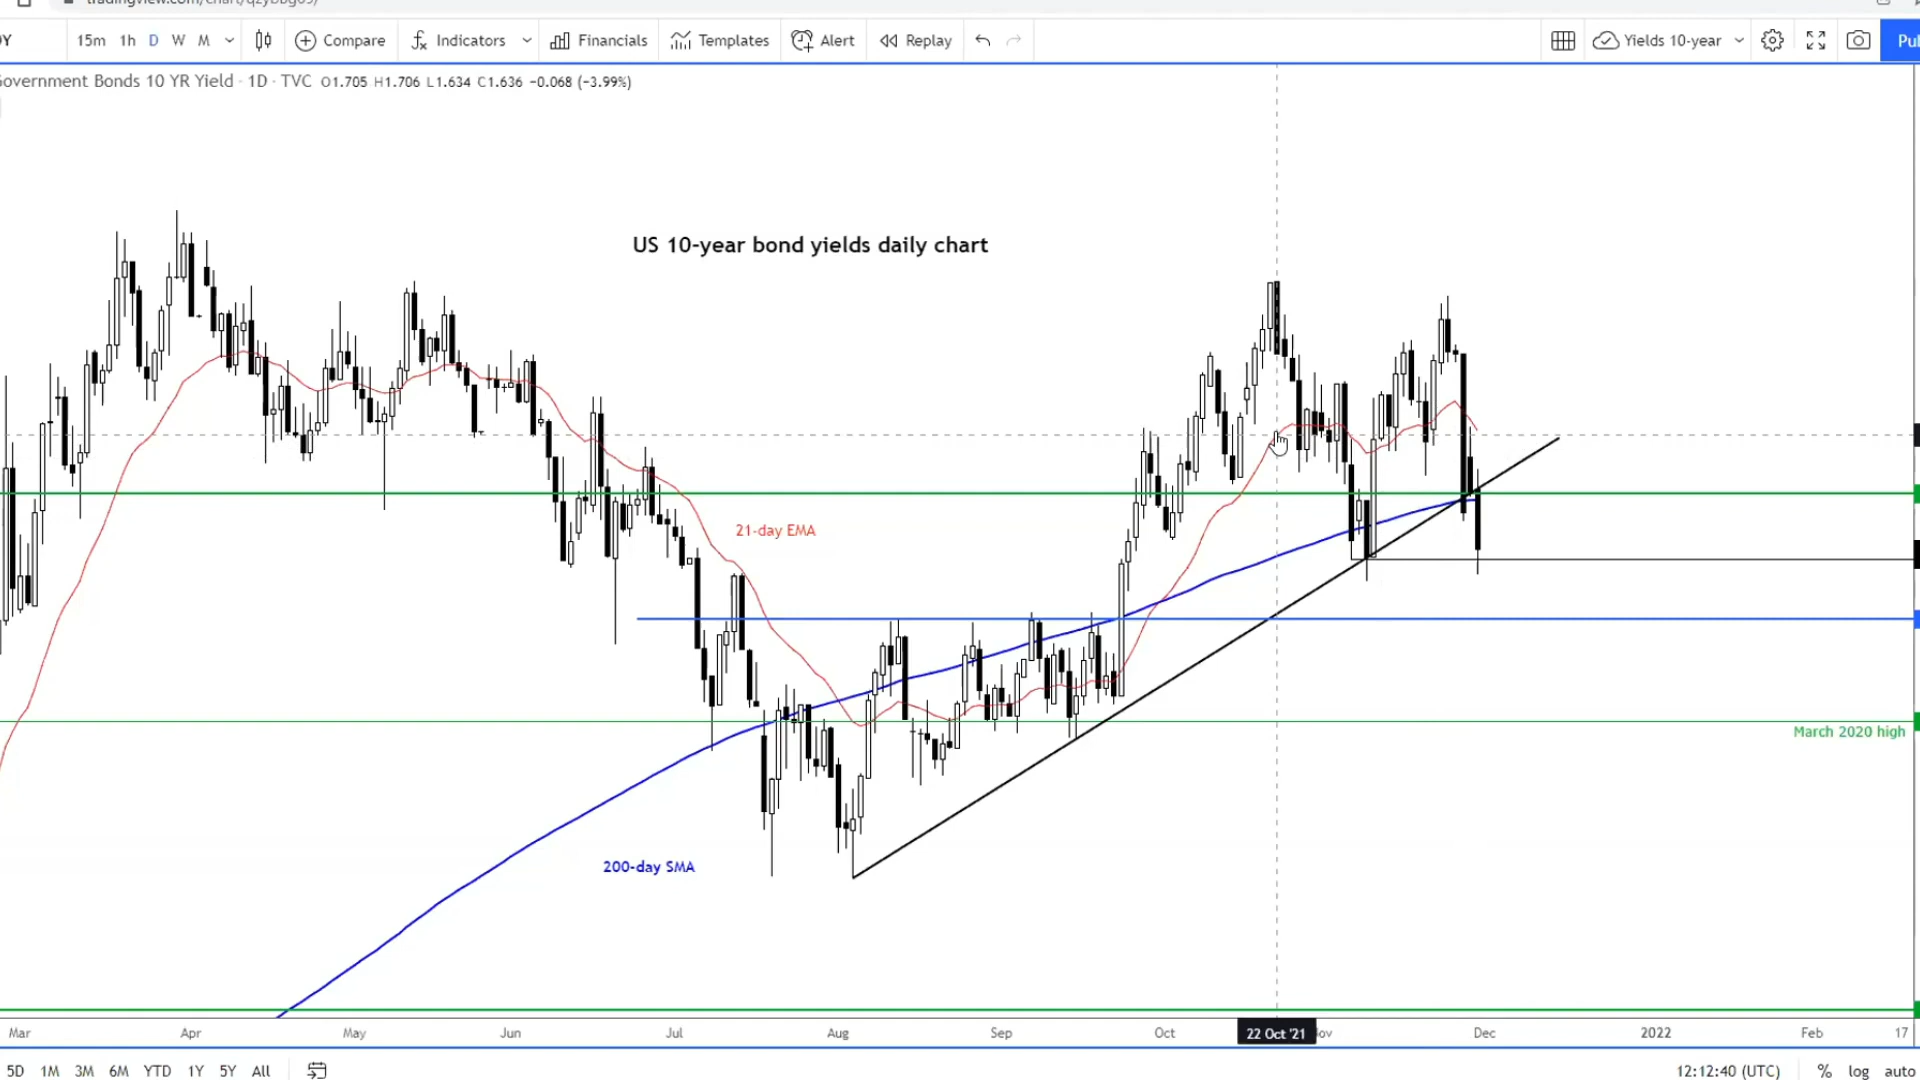 15m 1h D W M Compare Indicators Financials Templates Alert Replay Yields 10-year
overnment Bonds 10 YR Yield · 1D · TVC O1.705 H1.706 L1.634 C1.636 −0.068 (−3.99%)
US 10-year bond yields daily chart
21-day EMA
March 2020 high
200-day SMA
Mar Apr May Jun Jul Aug Sep Oct 22 Oct '21 Dec 2022 Feb 17
5D 1M 3M 6M YTD 1Y 5Y All 12:12:40 (UTC) % log auto